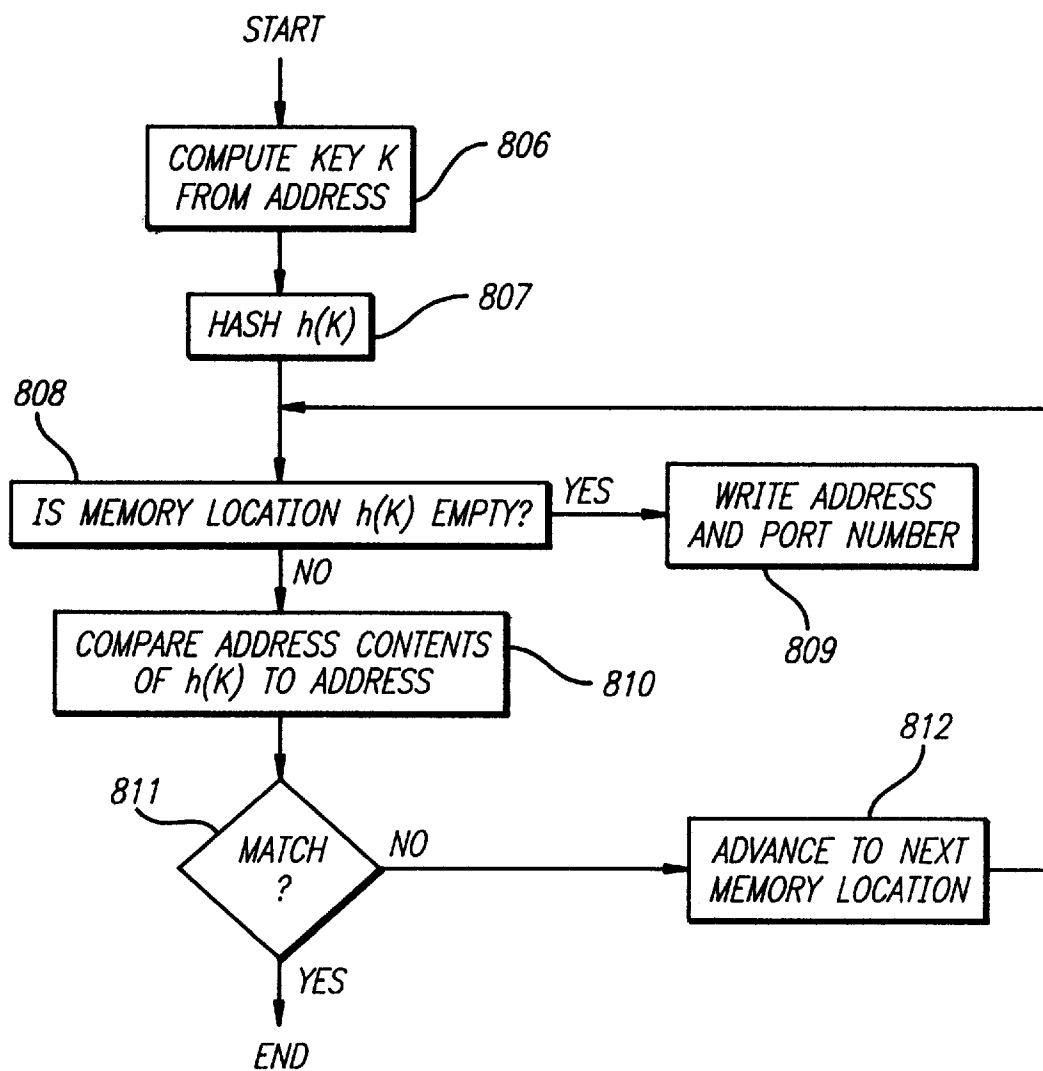 START
COMPUTE KEY K
FROM ADDRESS
806
HASH h(K)
807
808
IS MEMORY LOCATION h(K) EMPTY?
YES
WRITE ADDRESS
AND PORT NUMBER
809
NO
COMPARE ADDRESS CONTENTS
OF h(K) TO ADDRESS
810
811
MATCH
?
NO
812
ADVANCE TO NEXT
MEMORY LOCATION
YES
END